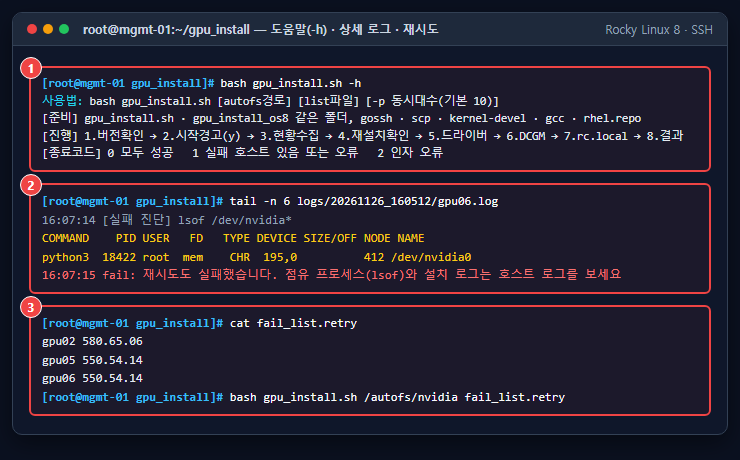 root@mgmt-01:~/gpu_install — 도움말(-h) · 상세 로그 · 재시도
Rocky Linux 8 · SSH
1
[root@mgmt-01 gpu_install]# bash gpu_install.sh -h
사용법: bash gpu_install.sh [autofs경로] [list파일] [-p 동시대수(기본 10)]
[준비] gpu_install.sh · gpu_install_os8 같은 폴더, gossh · scp · kernel-devel · gcc · rhel.repo
[진행] 1.버전확인 → 2.시작경고(y) → 3.현황수집 → 4.재설치확인 → 5.드라이버 → 6.DCGM → 7.rc.local → 8.결과
[종료코드] 0 모두 성공 1 실패 호스트 있음 또는 오류 2 인자 오류
2
[root@mgmt-01 gpu_install]# tail -n 6 logs/20261126_160512/gpu06.log
16:07:14 [실패 진단] lsof /dev/nvidia*
COMMAND PID USER FD TYPE DEVICE SIZE/OFF NODE NAME
python3 18422 root mem CHR 195,0 412 /dev/nvidia0
16:07:15 fail: 재시도도 실패했습니다. 점유 프로세스(lsof)와 설치 로그는 호스트 로그를 보세요
3
[root@mgmt-01 gpu_install]# cat fail_list.retry
gpu02 580.65.06
gpu05 550.54.14
gpu06 550.54.14
[root@mgmt-01 gpu_install]# bash gpu_install.sh /autofs/nvidia fail_list.retry